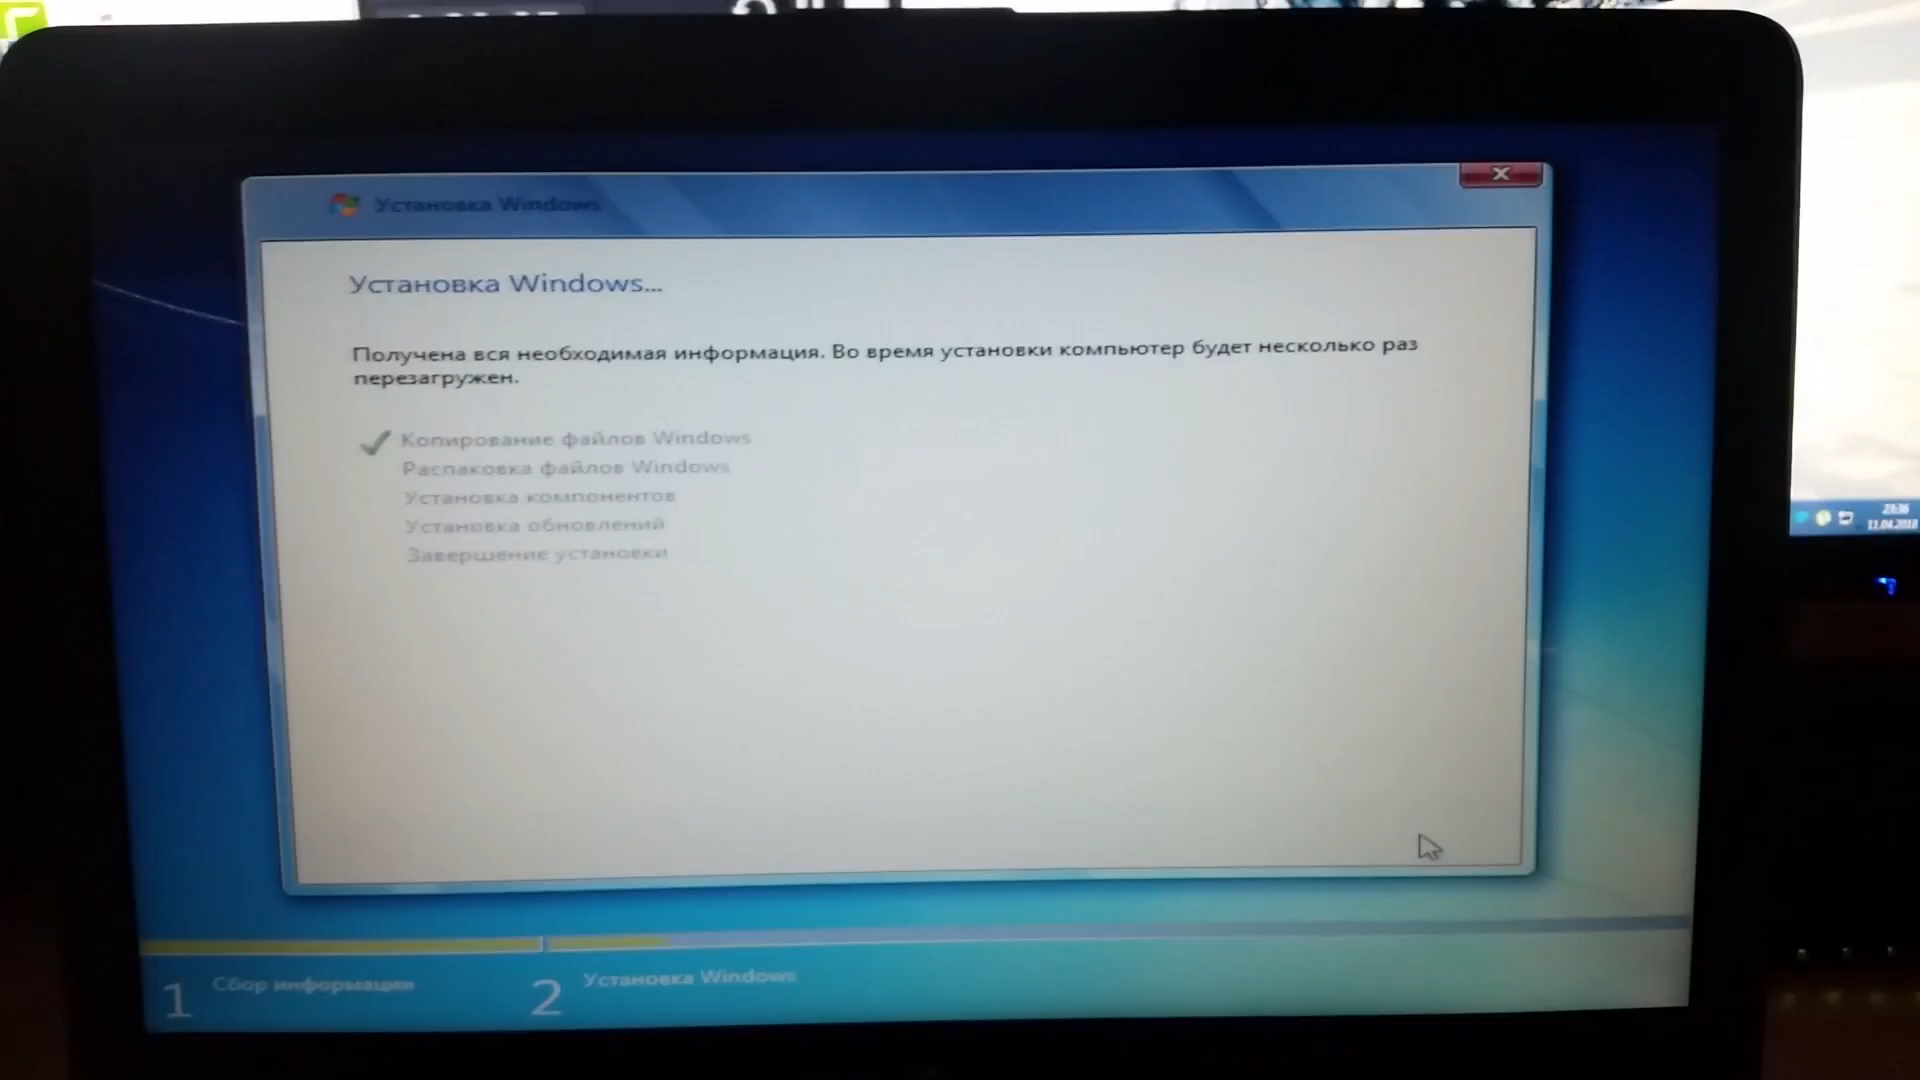 Установка Windows
Установка Windows...
Получена вся необходимая информация. Во время установки компьютер будет несколько раз
перезагружен.
Копирование файлов Windows
Распаковка файлов Windows
Установка компонентов
Установка обновлений
Завершение установки
1 Сбор информации
2 Установка Windows